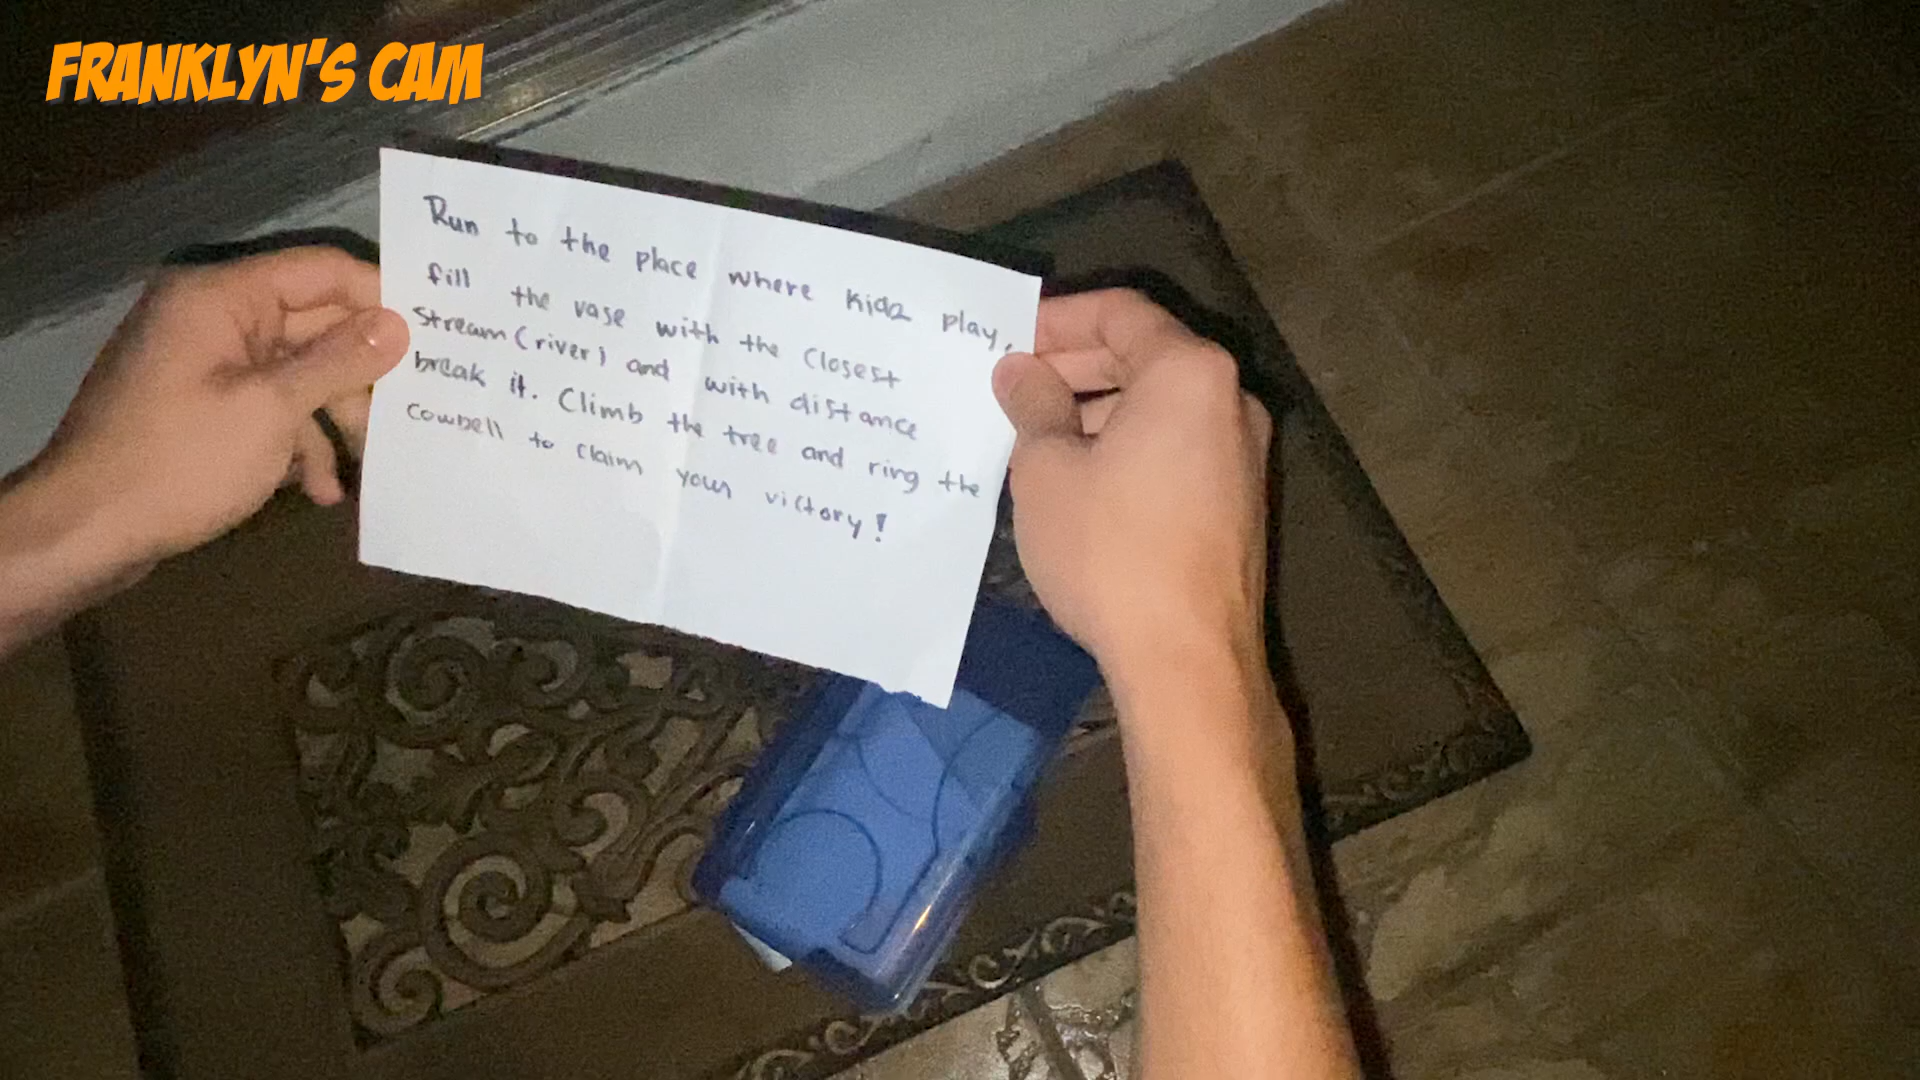 FRANKLYN'S CAM
Run to the place where kidz play,
fill the vase with the closest
stream (river) and with distance
break it. Climb the tree and ring the
cowbell to claim your victory!